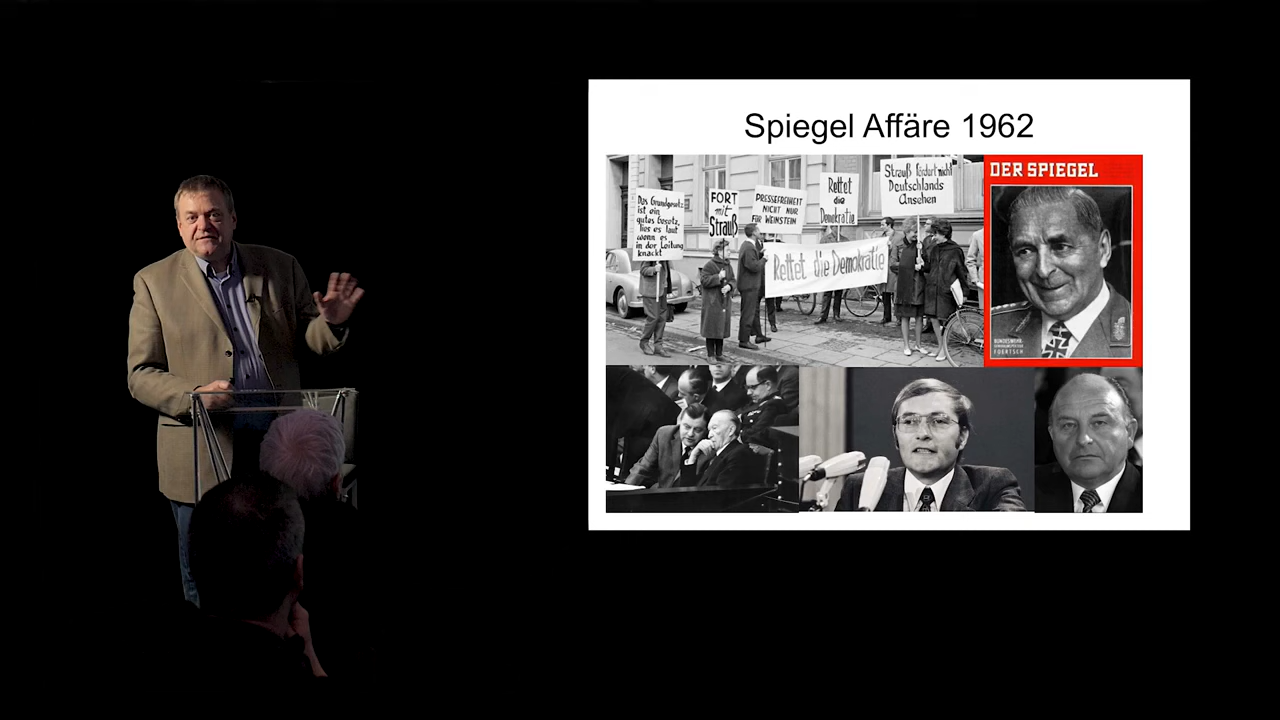 Spiegel Affäre 1962
Das Grundgesetz
ist ein
gutes Gesetz,
lies es laut
wenn es
in der Leitung
knackt
FORT
mit
Strauß
PRESSEFREIHEIT
NICHT NUR
FÜR WEINSTEIN
Rettet
die
Demokratie
Strauß fördert nicht
Deutschlands
Ansehen
Rettet die Demokratie
DER SPIEGEL
BUNDESWEHR
FOERTSCH